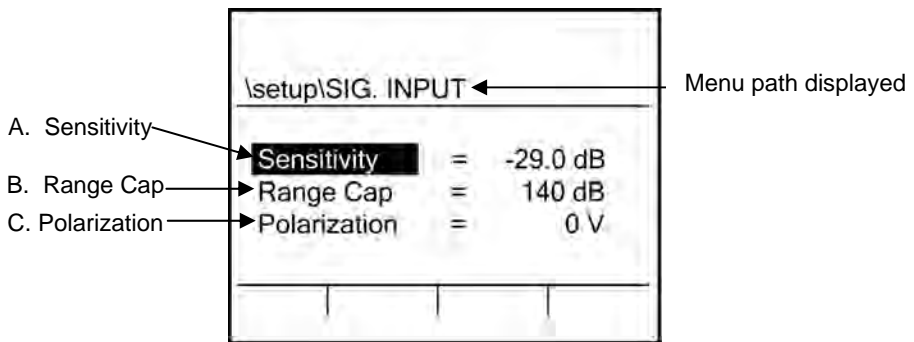 \setup\SIG. INPUT
Menu path displayed
A. Sensitivity
Sensitivity = -29.0 dB
B. Range Cap
Range Cap = 140 dB
C. Polarization
Polarization = 0 V